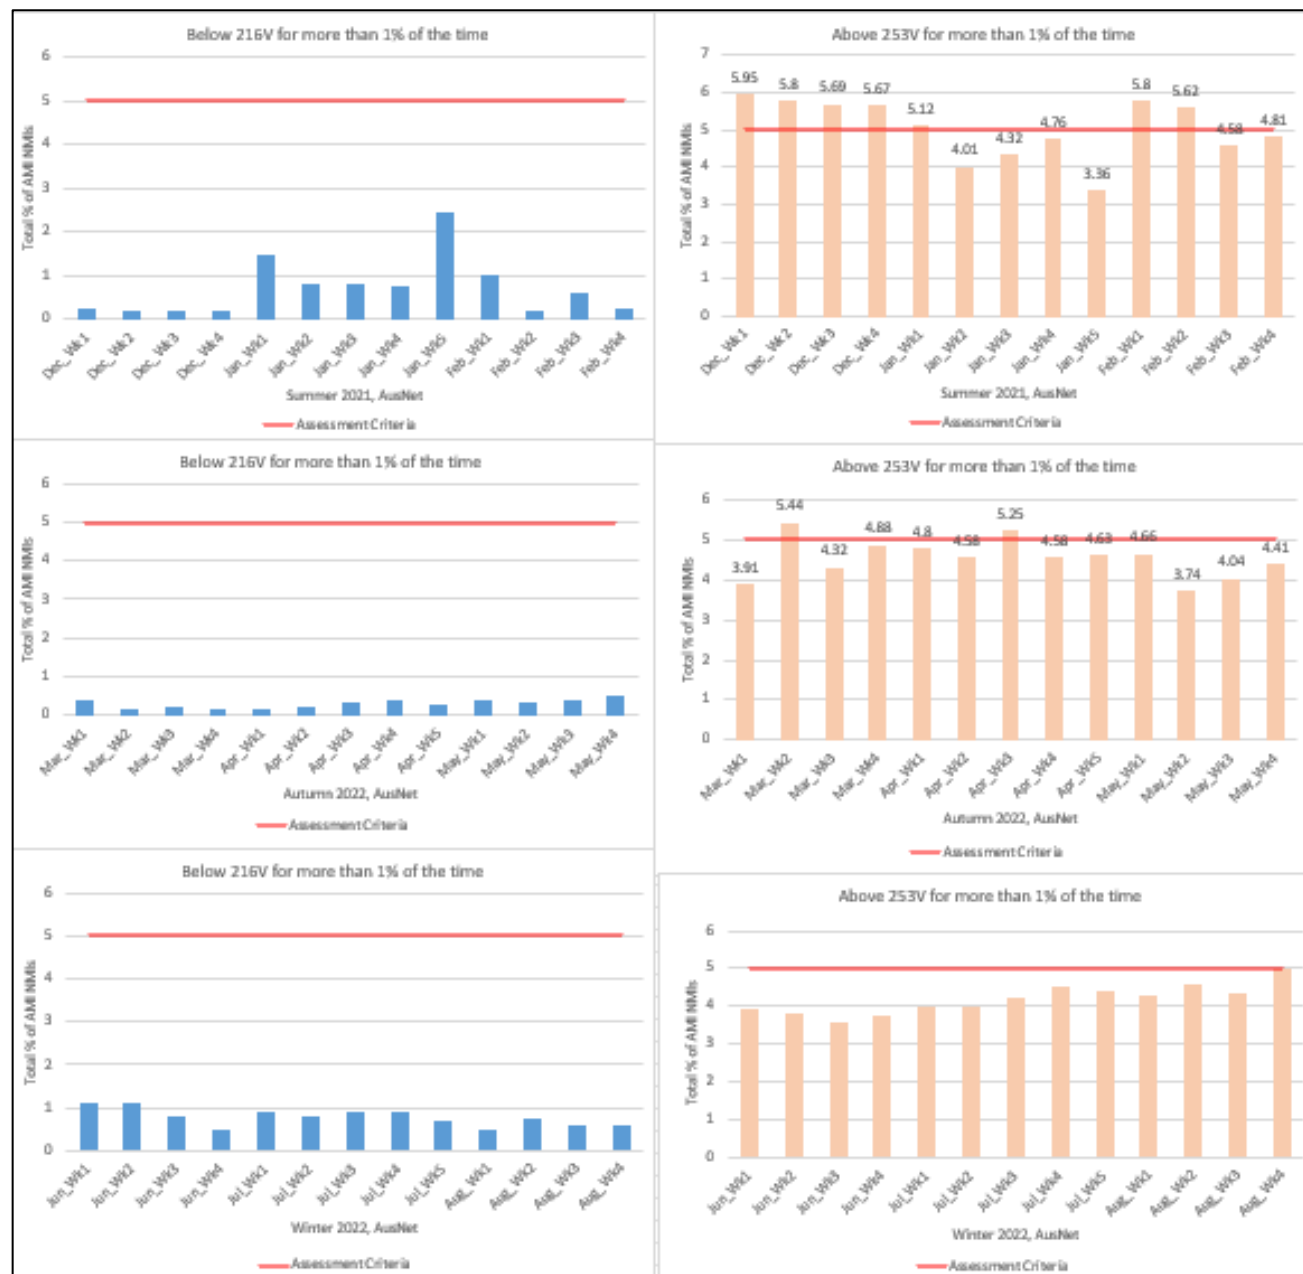 Below 216V for more than 1% of the time
6
5
4
3
2
1
0
Total % of AMI NMIs
Dec_Wk1 Dec_Wk2 Dec_Wk3 Dec_Wk4 Jan_Wk1 Jan_Wk2 Jan_Wk3 Jan_Wk4 Jan_Wk5 Feb_Wk1 Feb_Wk2 Feb_Wk3 Feb_Wk4
Summer 2021, AusNet
Assessment Criteria
Above 253V for more than 1% of the time
7
6
5
4
3
2
1
0
Total % of AMI NMIs
5.95 5.8 5.69 5.67 5.12 4.01 4.32 4.76 3.36 5.8 5.62 4.58 4.81
Dec_Wk1 Dec_Wk2 Dec_Wk3 Dec_Wk4 Jan_Wk1 Jan_Wk2 Jan_Wk3 Jan_Wk4 Jan_Wk5 Feb_Wk1 Feb_Wk2 Feb_Wk3 Feb_Wk4
Summer 2021, AusNet
Assessment Criteria
Below 216V for more than 1% of the time
6
5
4
3
2
1
0
Total % of AMI NMIs
Mar_Wk1 Mar_Wk2 Mar_Wk3 Mar_Wk4 Apr_Wk1 Apr_Wk2 Apr_Wk3 Apr_Wk4 Apr_Wk5 May_Wk1 May_Wk2 May_Wk3 May_Wk4
Autumn 2022, AusNet
Assessment Criteria
Above 253V for more than 1% of the time
6
5
4
3
2
1
0
Total % of AMI NMIs
3.91 5.44 4.32 4.88 4.8 4.58 5.25 4.58 4.63 4.66 3.74 4.04 4.41
Mar_Wk1 Mar_Wk2 Mar_Wk3 Mar_Wk4 Apr_Wk1 Apr_Wk2 Apr_Wk3 Apr_Wk4 Apr_Wk5 May_Wk1 May_Wk2 May_Wk3 May_Wk4
Autumn 2022, AusNet
Assessment Criteria
Below 216V for more than 1% of the time
6
5
4
3
2
1
0
Total % of AMI NMIs
Jun_Wk1 Jun_Wk2 Jun_Wk3 Jun_Wk4 Jul_Wk1 Jul_Wk2 Jul_Wk3 Jul_Wk4 Jul_Wk5 Aug_Wk1 Aug_Wk2 Aug_Wk3 Aug_Wk4
Winter 2022, AusNet
Assessment Criteria
Above 253V for more than 1% of the time
6
5
4
3
2
1
0
Total % of AMI NMIs
Jun_Wk1 Jun_Wk2 Jun_Wk3 Jun_Wk4 Jul_Wk1 Jul_Wk2 Jul_Wk3 Jul_Wk4 Jul_Wk5 Aug_Wk1 Aug_Wk2 Aug_Wk3 Aug_Wk4
Winter 2022, AusNet
Assessment Criteria